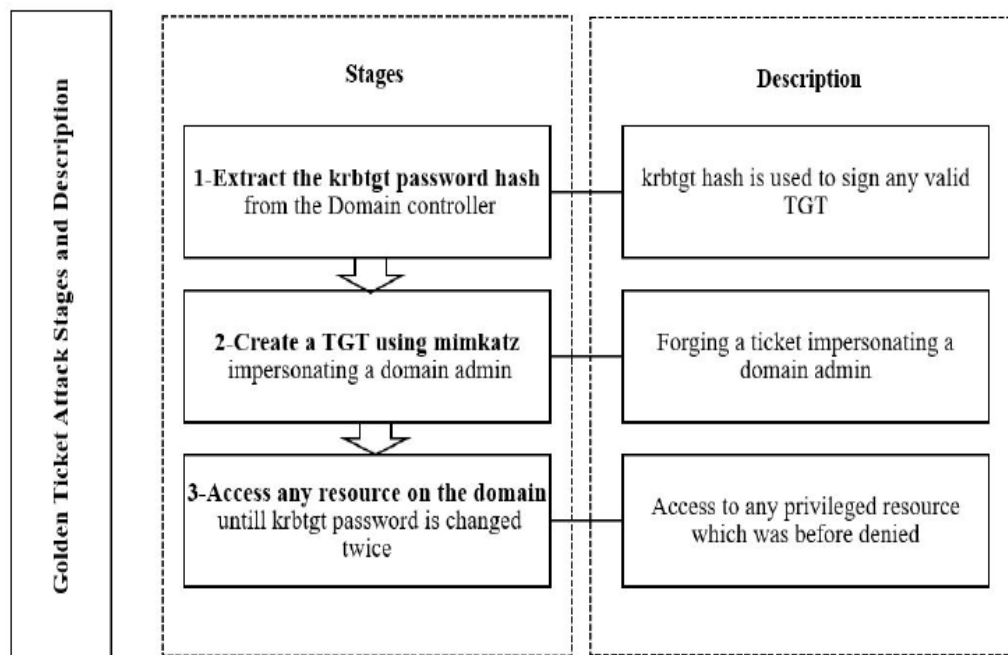 Golden Ticket Attack Stages and Description
Stages
Description
1-Extract the krbtgt password hash
from the Domain controller
krbtgt hash is used to sign any valid
TGT
2-Create a TGT using mimkatz
impersonating a domain admin
Forging a ticket impersonating a
domain admin
3-Access any resource on the domain
untill krbtgt password is changed
twice
Access to any privileged resource
which was before denied